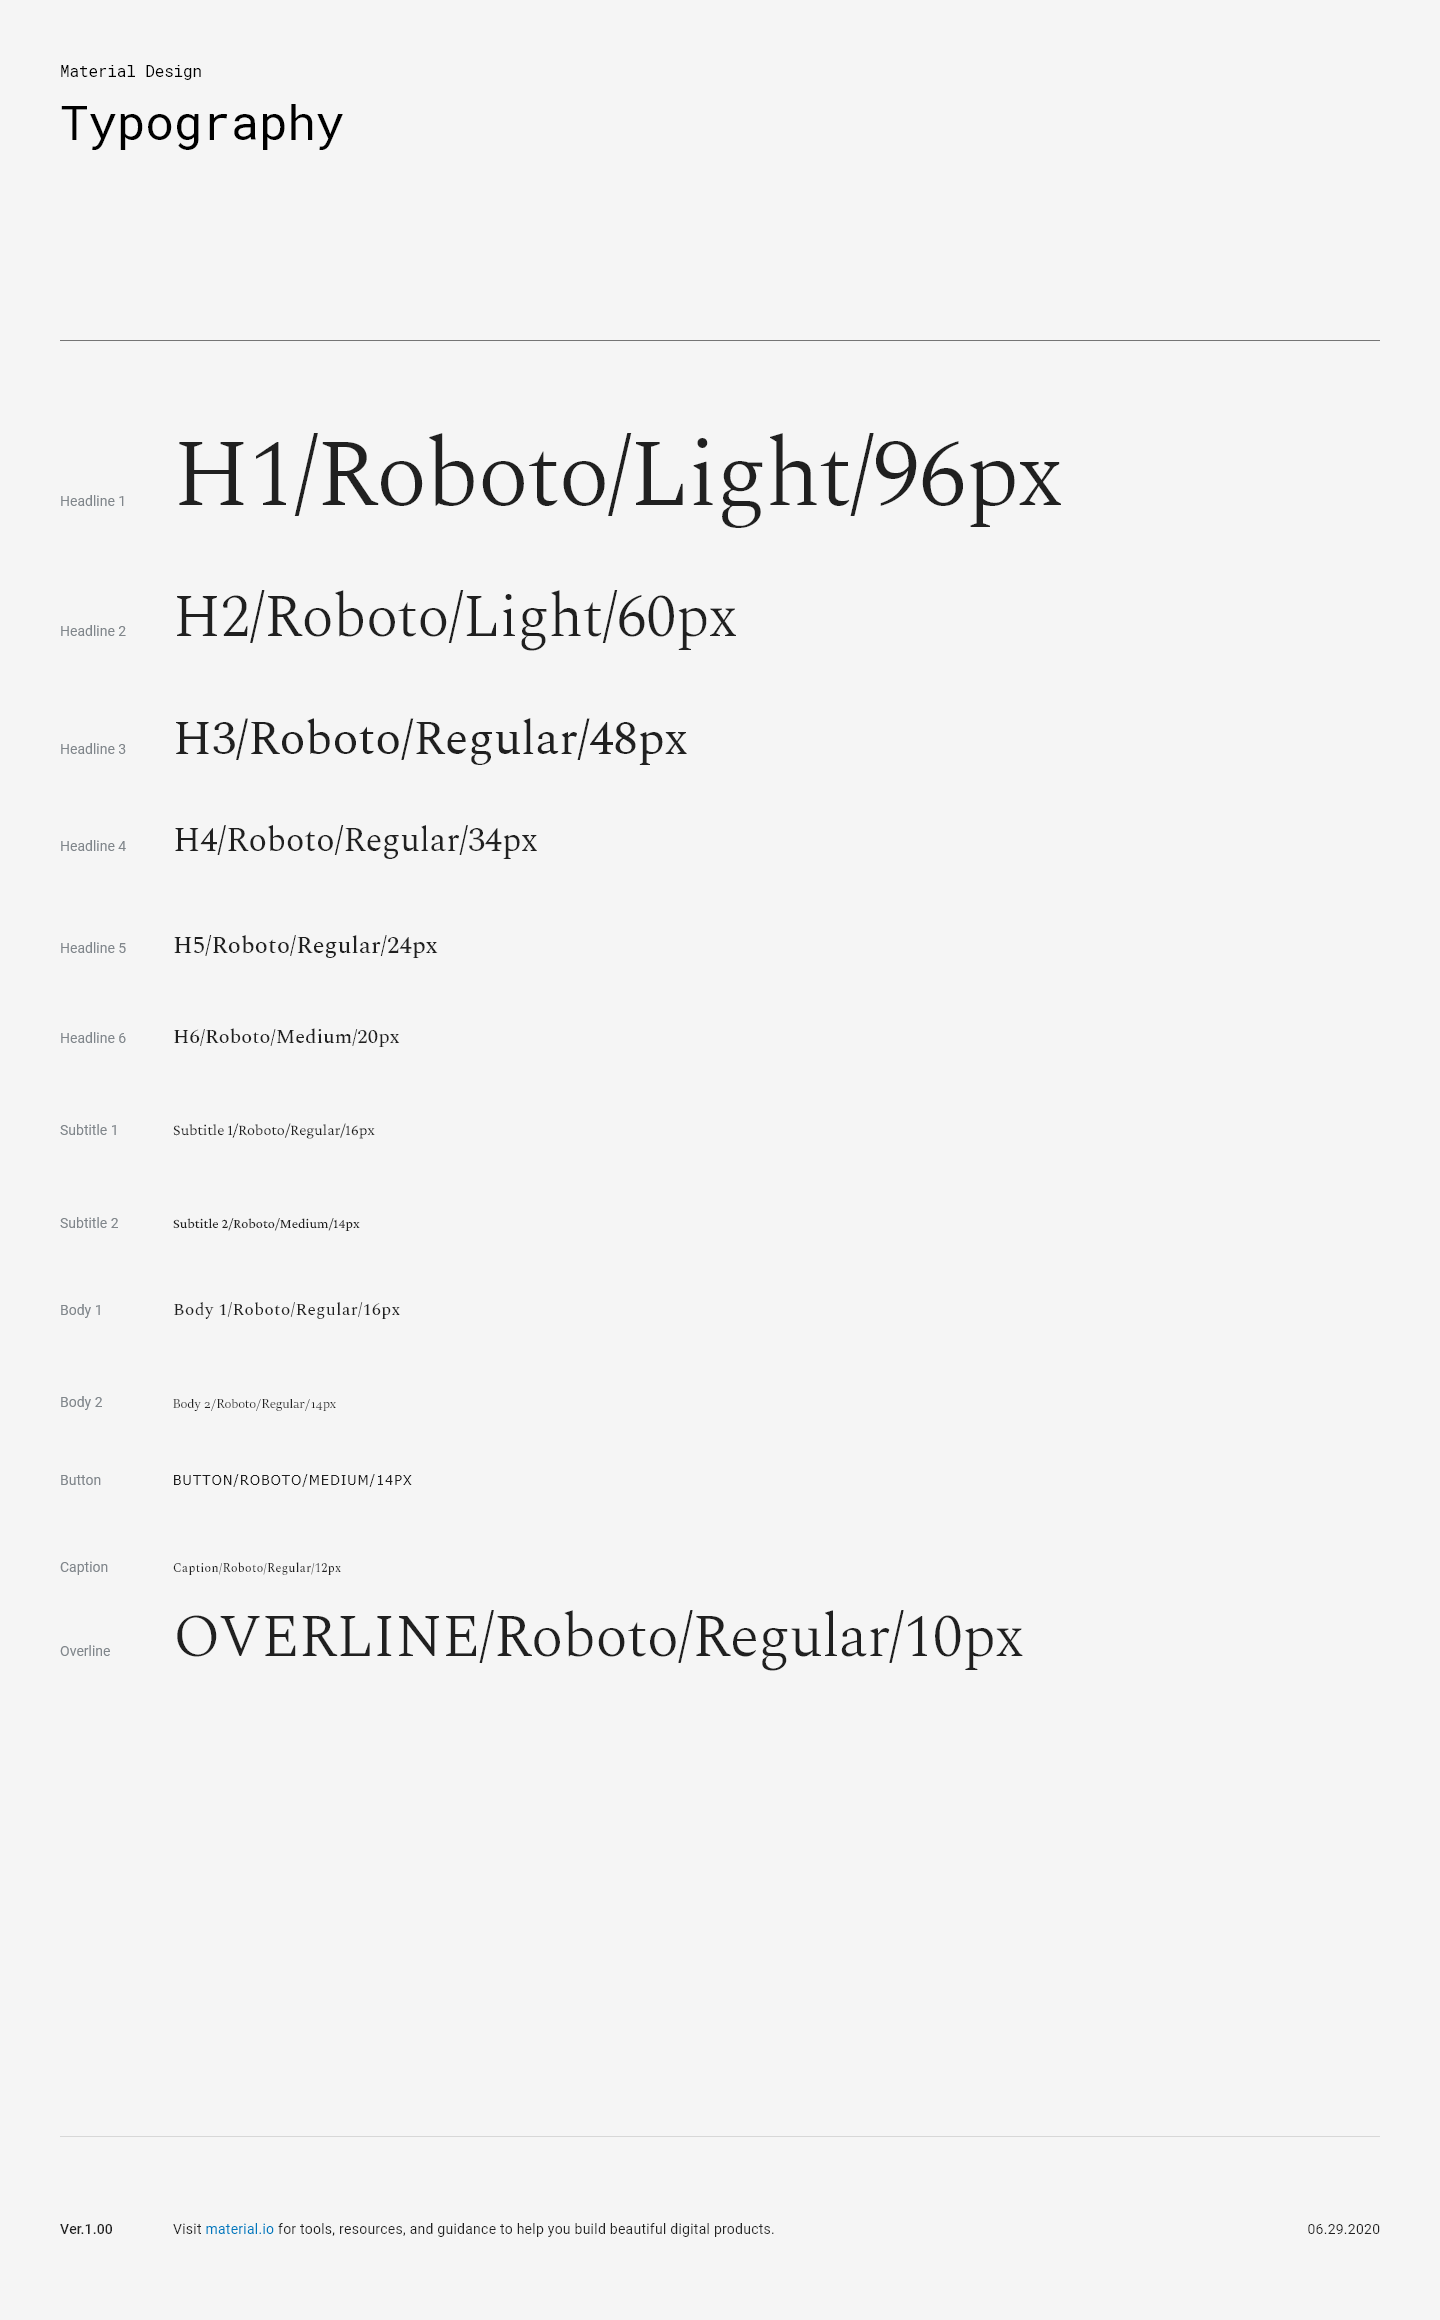 Material Design
Typography
Headline 1 H1/Roboto/Light/96px
Headline 2 H2/Roboto/Light/60px
Headline 3 H3/Roboto/Regular/48px
Headline 4 H4/Roboto/Regular/34px
Headline 5 H5/Roboto/Regular/24px
Headline 6 H6/Roboto/Medium/20px
Subtitle 1 Subtitle 1/Roboto/Regular/16px
Subtitle 2 Subtitle 2/Roboto/Medium/14px
Body 1 Body 1/Roboto/Regular/16px
Body 2 Body 2/Roboto/Regular/14px
Button BUTTON/ROBOTO/MEDIUM/14PX
Caption Caption/Roboto/Regular/12px
Overline OVERLINE/Roboto/Regular/10px
Ver.1.00 Visit material.io for tools, resources, and guidance to help you build beautiful digital products. 06.29.2020